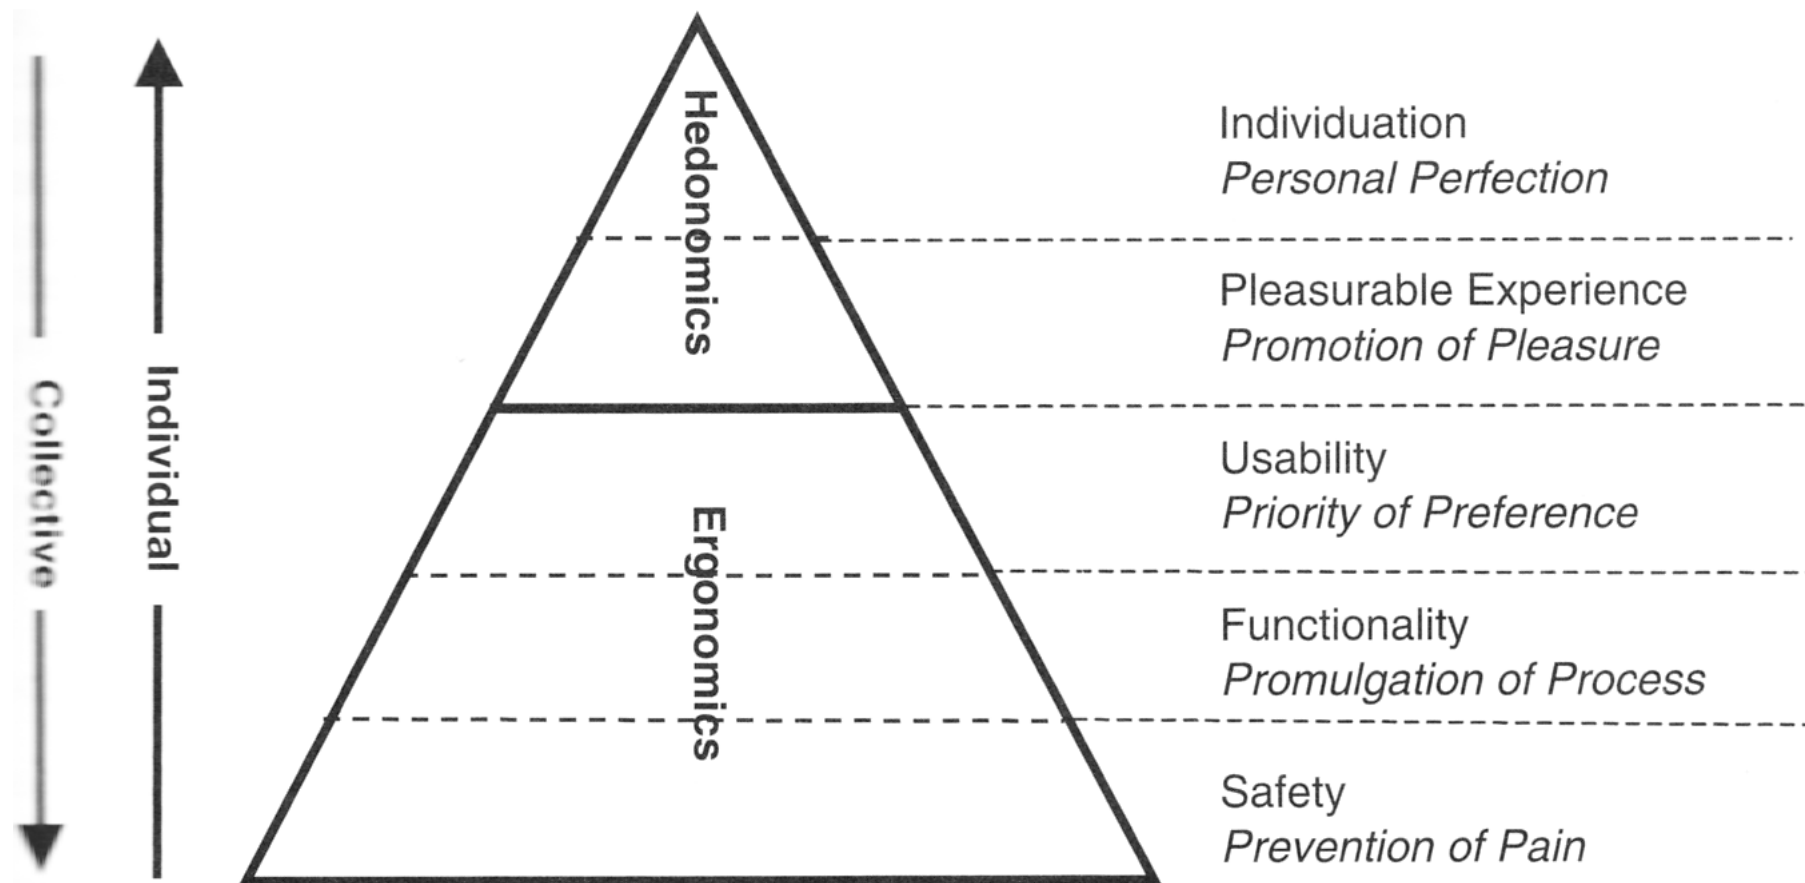 Collective
Individual
Hedonomics
Ergonomics
Individuation
Personal Perfection
Pleasurable Experience
Promotion of Pleasure
Usability
Priority of Preference
Functionality
Promulgation of Process
Safety
Prevention of Pain